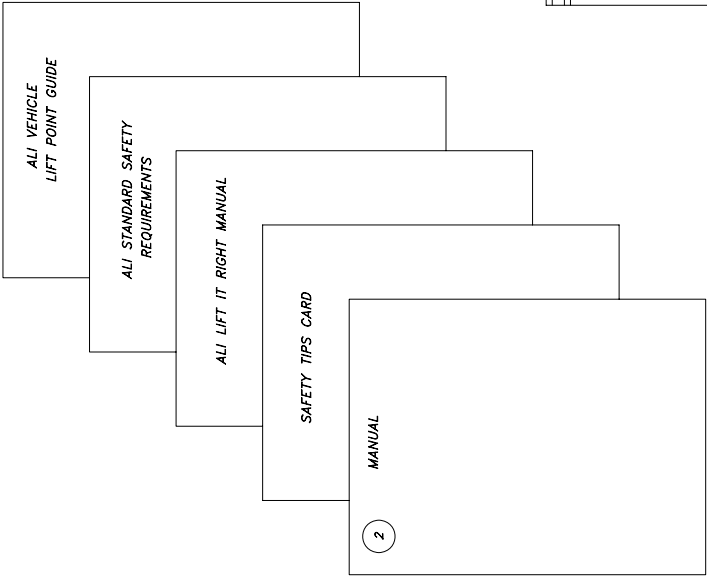 ALI VEHICLE
LIFT POINT GUIDE
ALI STANDARD SAFETY
REQUIREMENTS
ALI LIFT IT RIGHT MANUAL
SAFETY TIPS CARD
MANUAL
2